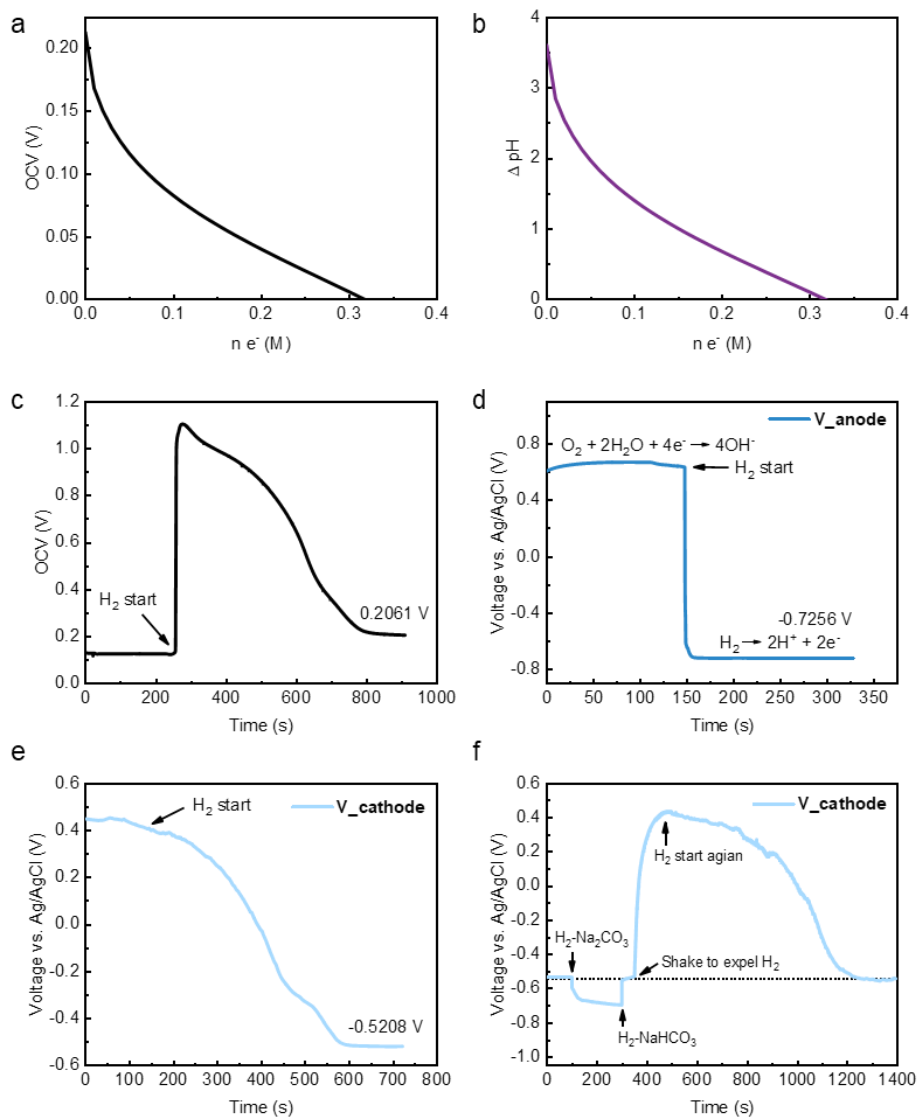 a
0.20
0.15
0.10
0.05
0.00
OCV (V)
0.0 0.1 0.2 0.3 0.4
n e⁻ (M)
b
4
3
2
1
0
Δ pH
0.0 0.1 0.2 0.3 0.4
n e⁻ (M)
c
1.2
1.0
0.8
0.6
0.4
0.2
0.0
OCV (V)
H₂ start
0.2061 V
0 200 400 600 800 1000
Time (s)
d
0.8
0.4
0.0
-0.4
-0.8
Voltage vs. Ag/AgCl (V)
V_anode
O₂ + 2H₂O + 4e⁻ → 4OH⁻
H₂ start
-0.7256 V
H₂ → 2H⁺ + 2e⁻
0 50 100 150 200 250 300 350
Time (s)
e
0.6
0.4
0.2
0.0
-0.2
-0.4
-0.6
Voltage vs. Ag/AgCl (V)
H₂ start
V_cathode
-0.5208 V
0 100 200 300 400 500 600 700 800
Time (s)
f
0.6
0.4
0.2
0.0
-0.2
-0.4
-0.6
-0.8
-1.0
Voltage vs. Ag/AgCl (V)
V_cathode
H₂ start agian
H₂-Na₂CO₃
Shake to expel H₂
H₂-NaHCO₃
0 200 400 600 800 1000 1200 1400
Time (s)